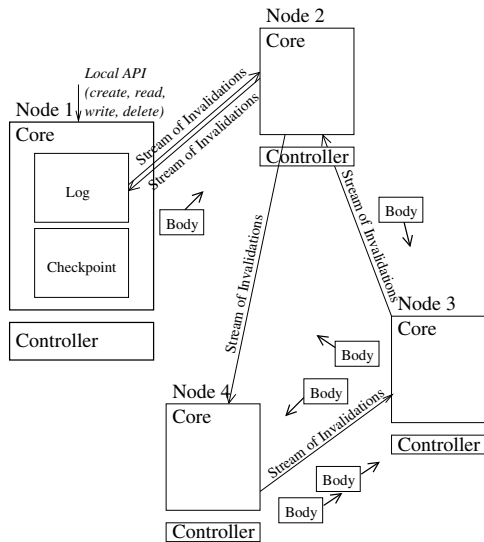 Node 2
Core
Local API
(create, read,
write, delete)
Node 1
Core
Stream of Invalidations
Stream of Invalidations
Controller
Log
Body
Body
Stream of Invalidations
Stream of Invalidations
Checkpoint
Node 3
Core
Controller
Body
Node 4
Core
Body
Stream of Invalidations
Controller
Body
Body
Controller